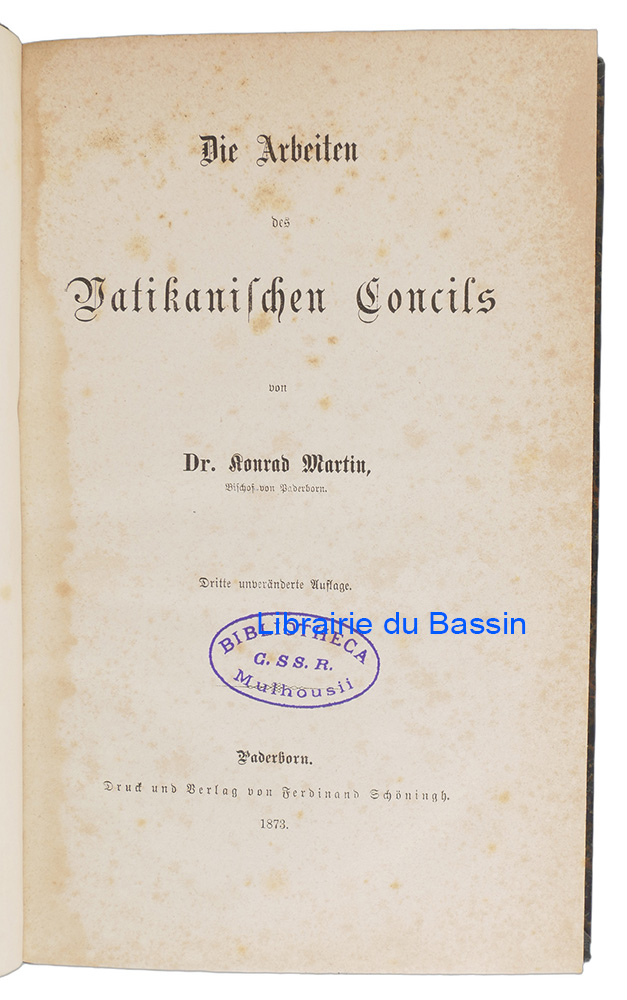 Die Arbeiten
des
Vatikaniſchen Concils
von
Dr. Konrad Martin,
Biſchof von Paderborn.
Dritte unveränderte Auflage.
Librairie du Bassin
BIBLIOTHECA
C. SS. R.
Mulhousii
Paderborn.
Druck und Verlag von Ferdinand Schöningh.
1873.